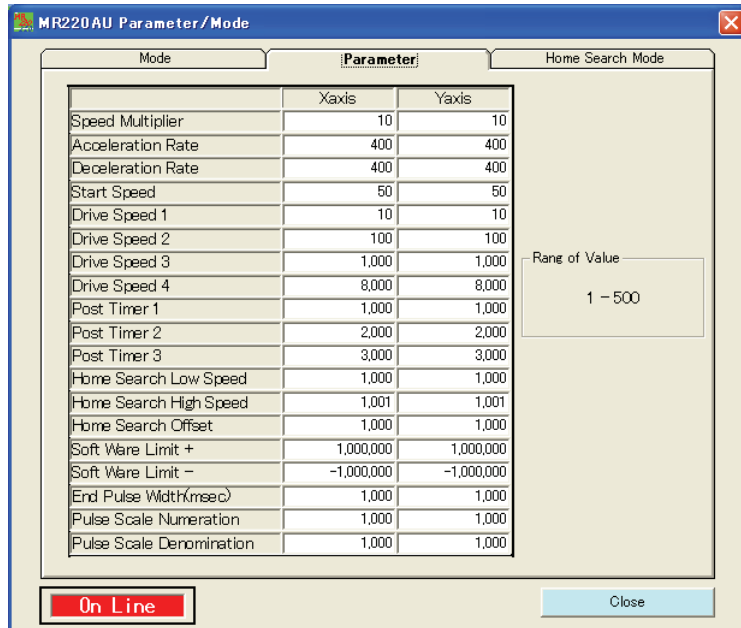 MR220AU Parameter/Mode
Mode Parameter Home Search Mode
Xaxis Yaxis
Speed Multiplier 10 10
Acceleration Rate 400 400
Deceleration Rate 400 400
Start Speed 50 50
Drive Speed 1 10 10
Drive Speed 2 100 100
Drive Speed 3 1,000 1,000
Drive Speed 4 8,000 8,000
Post Timer 1 1,000 1,000
Post Timer 2 2,000 2,000
Post Timer 3 3,000 3,000
Home Search Low Speed 1,000 1,000
Home Search High Speed 1,001 1,001
Home Search Offset 1,000 1,000
Soft Ware Limit + 1,000,000 1,000,000
Soft Ware Limit - -1,000,000 -1,000,000
End Pulse Width(msec) 1,000 1,000
Pulse Scale Numeration 1,000 1,000
Pulse Scale Denomination 1,000 1,000
Rang of Value
1 - 500
On Line
Close